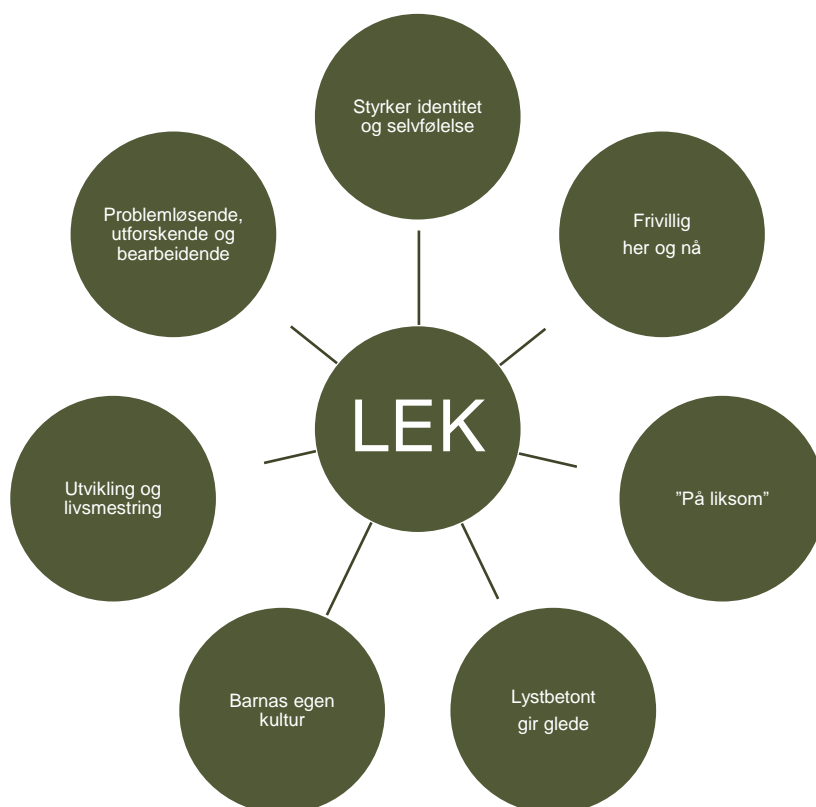 Styrker identitet
og selvfølelse
Frivillig
her og nå
”På liksom”
Lystbetont
gir glede
Barnas egen
kultur
Utvikling og
livsmestring
Problemløsende,
utforskende og
bearbeidende
LEK